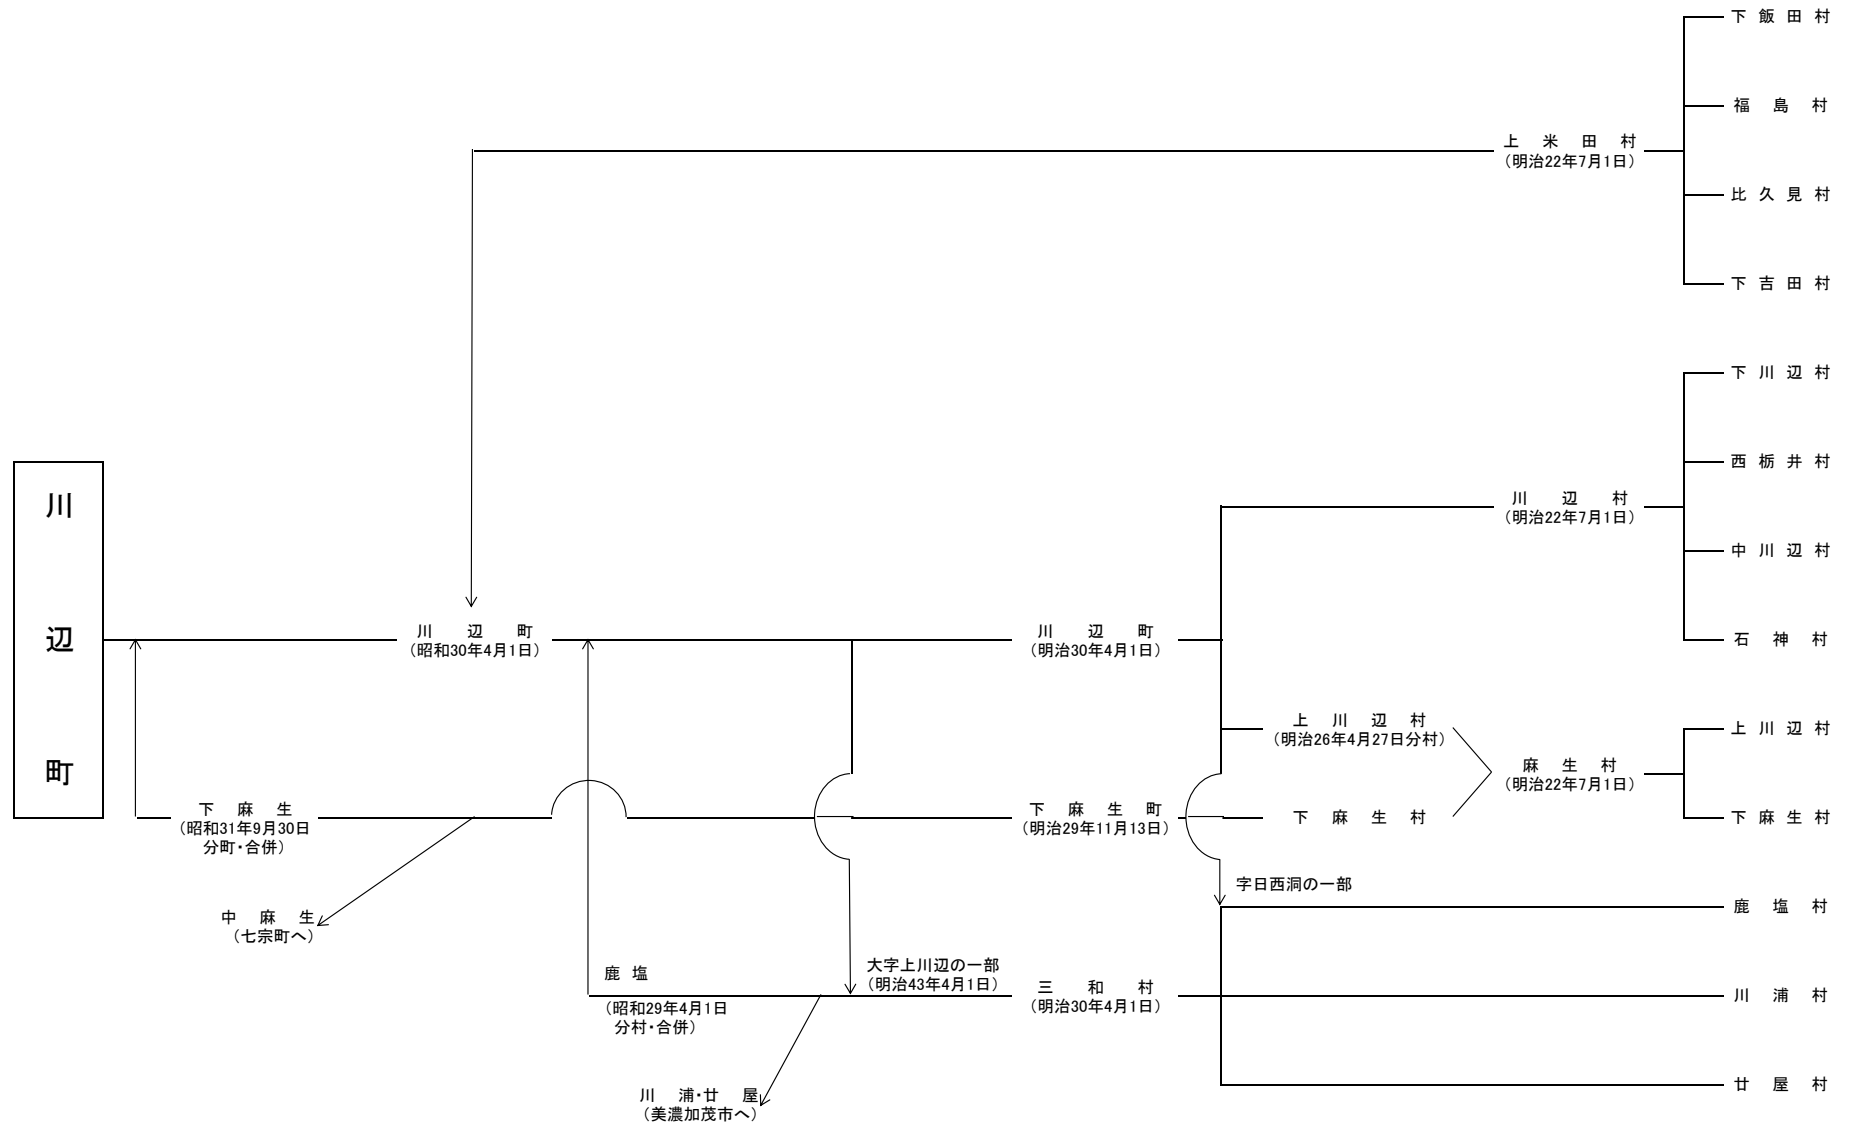 下飯田村
福島村
上米田村
（明治22年7月1日）
比久見村
下吉田村
下川辺村
西栃井村
川辺村
（明治22年7月1日）
中川辺村
川辺町
川辺町
（昭和30年4月1日）
川辺町
（明治30年4月1日）
石神村
上川辺村
（明治26年4月27日分村）
上川辺村
麻生村
（明治22年7月1日）
下麻生
（昭和31年9月30日
分町・合併）
下麻生町
（明治29年11月13日）
下麻生村
下麻生村
字日西洞の一部
中麻生
（七宗町へ）
鹿塩村
鹿塩
（昭和29年4月1日
分村・合併）
大字上川辺の一部
（明治43年4月1日）
三和村
（明治30年4月1日）
川浦村
川浦・廿屋
（美濃加茂市へ）
廿屋村